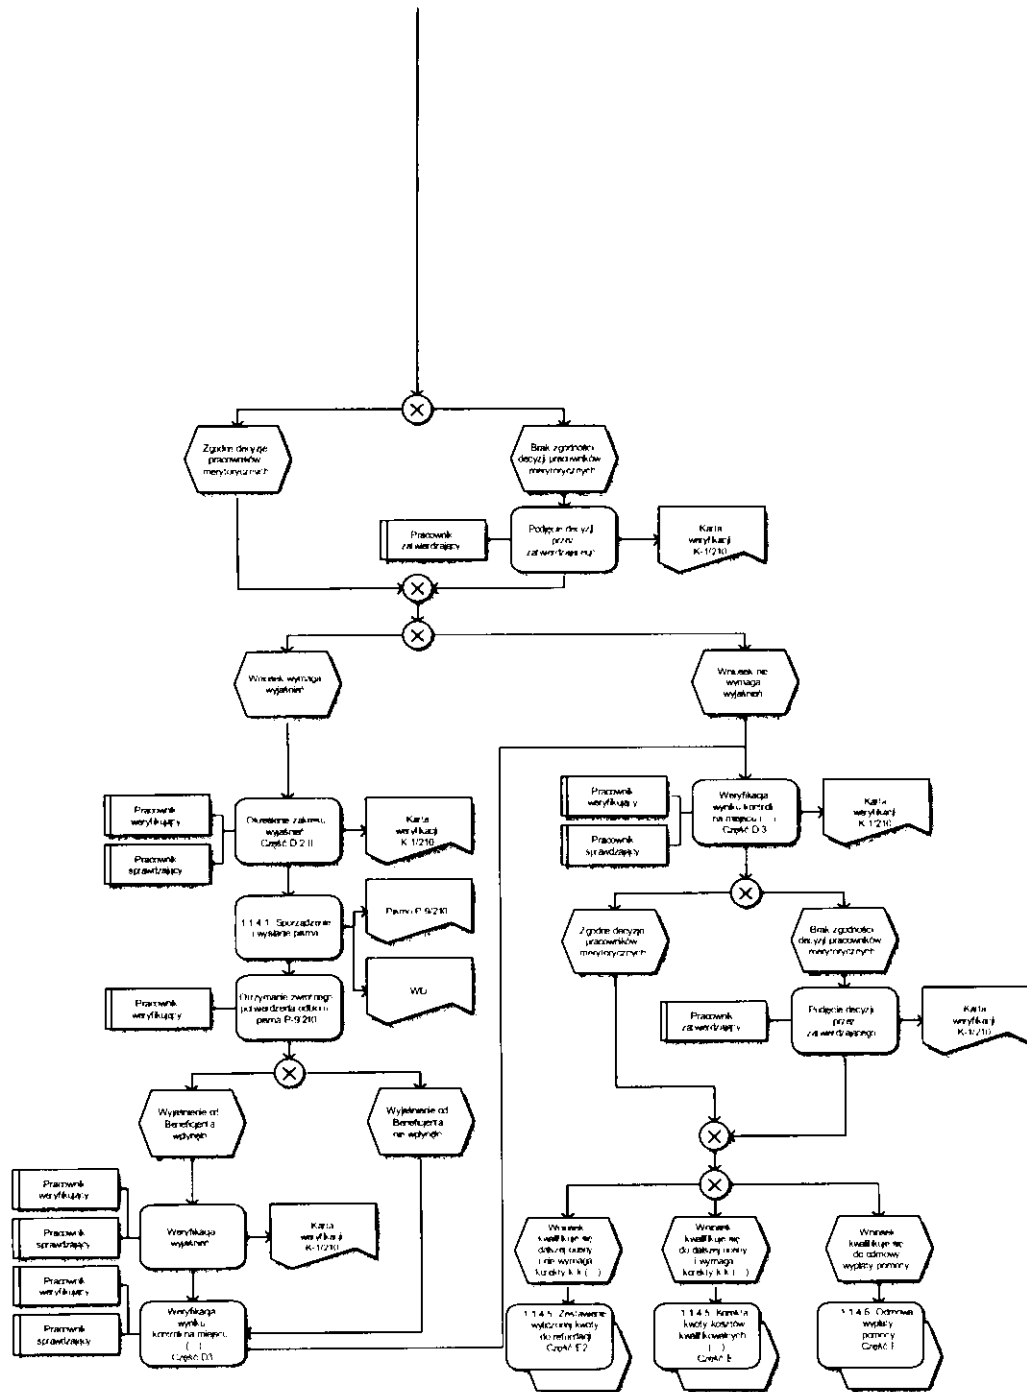 Zgodne decyzje
pracowników
merytorycznych
Brak zgodności
decyzji pracowników
merytorycznych
Pracownik
zatwierdzający
Podjęcie decyzji
przez
zatwierdzającego
Karta
weryfikacji
K-1/210
Wniosek wymaga
wyjaśnień
Wniosek nie
wymaga
wyjaśnień
Pracownik
weryfikujący
Pracownik
sprawdzający
Określenie zakresu
wyjaśnień
Część D.2.II
Karta
weryfikacji
K-1/210
Pracownik
weryfikujący
Pracownik
sprawdzający
Weryfikacja
wyniku kontroli
na miejscu (...)
Część D.3
Karta
weryfikacji
K-1/210
1.1.4.1. Sporządzenie
i wysłanie pisma
Pismo P-9/210
WD
Zgodne decyzje
pracowników
merytorycznych
Brak zgodności
decyzji pracowników
merytorycznych
Pracownik
weryfikujący
Otrzymanie zwrotnego
potwierdzenia odbioru
pisma P-9/210
Pracownik
zatwierdzający
Podjęcie decyzji
przez
zatwierdzającego
Karta
weryfikacji
K-1/210
Wyjaśnienie od
Beneficjenta
wpłynęło
Wyjaśnienie od
Beneficjenta
nie wpłynęło
Pracownik
weryfikujący
Pracownik
sprawdzający
Weryfikacja
wyjaśnień
Karta
weryfikacji
K-1/210
Wniosek
kwalifikuje się
dalszej oceny
i nie wymaga
korekty k.k (...)
Wniosek
kwalifikuje się
do dalszej oceny
i wymaga
korekty k.k (...)
Wniosek
kwalifikuje się
do odmowy
wypłaty pomocy
Pracownik
weryfikujący
Pracownik
sprawdzający
Weryfikacja
wyniku
kontroli na miejscu
(...)
Część D3
1.1.4.5. Zestawienie
wyliczonej kwoty
do refundacji
Część E2
1.1.4.5. Korekta
kwoty kosztów
kwalifikowalnych
(...)
Część E
1.1.4.6. Odmowa
wypłaty
pomocy
Część F